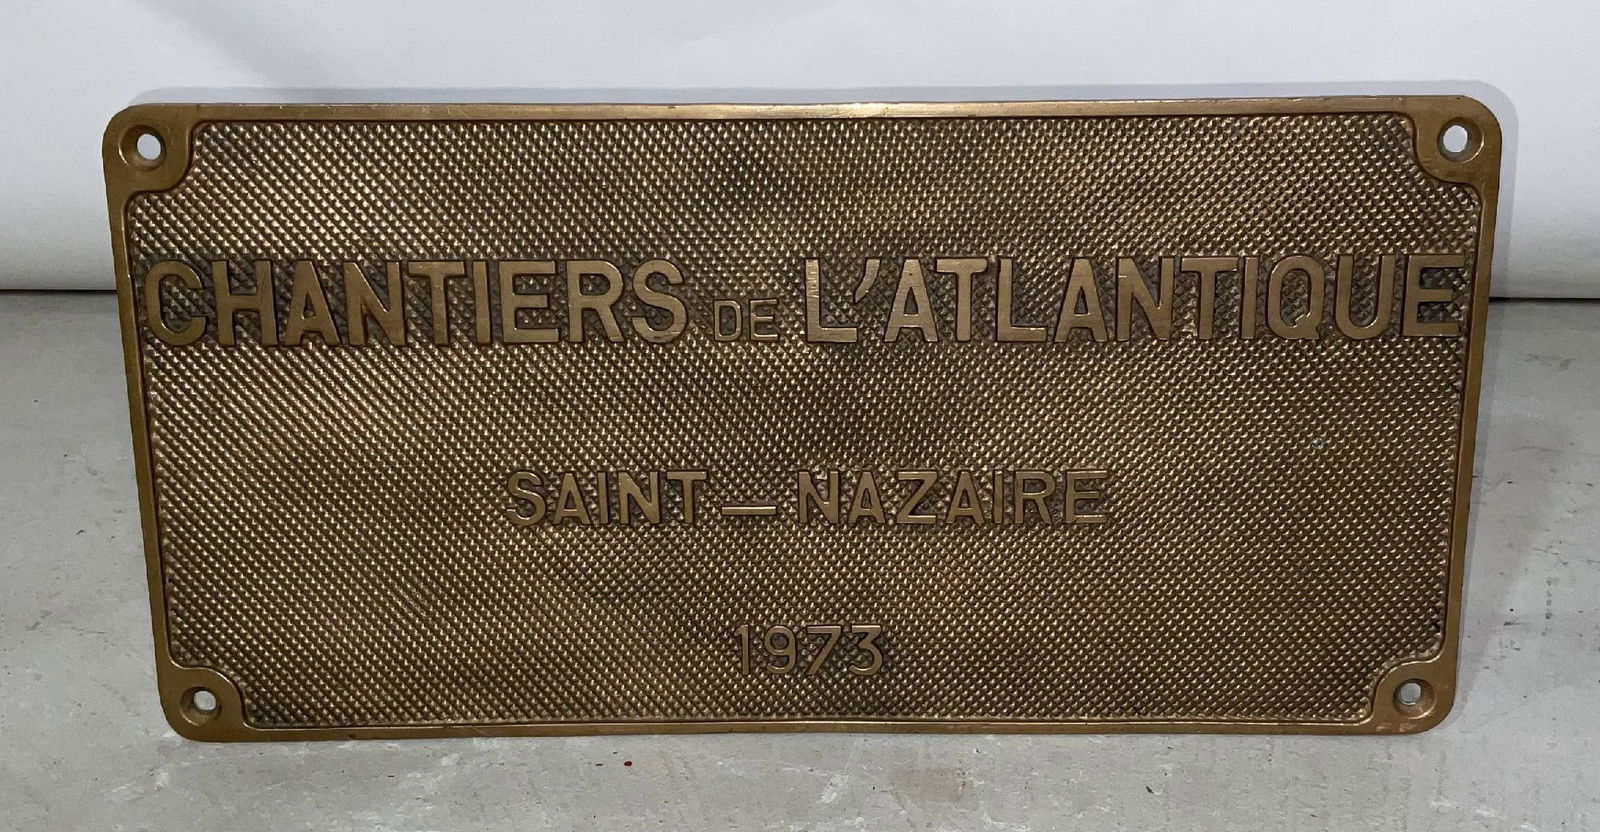 CHANTIERS DE L'ATLANTIQUE
SAINT — NAZAIRE
1973